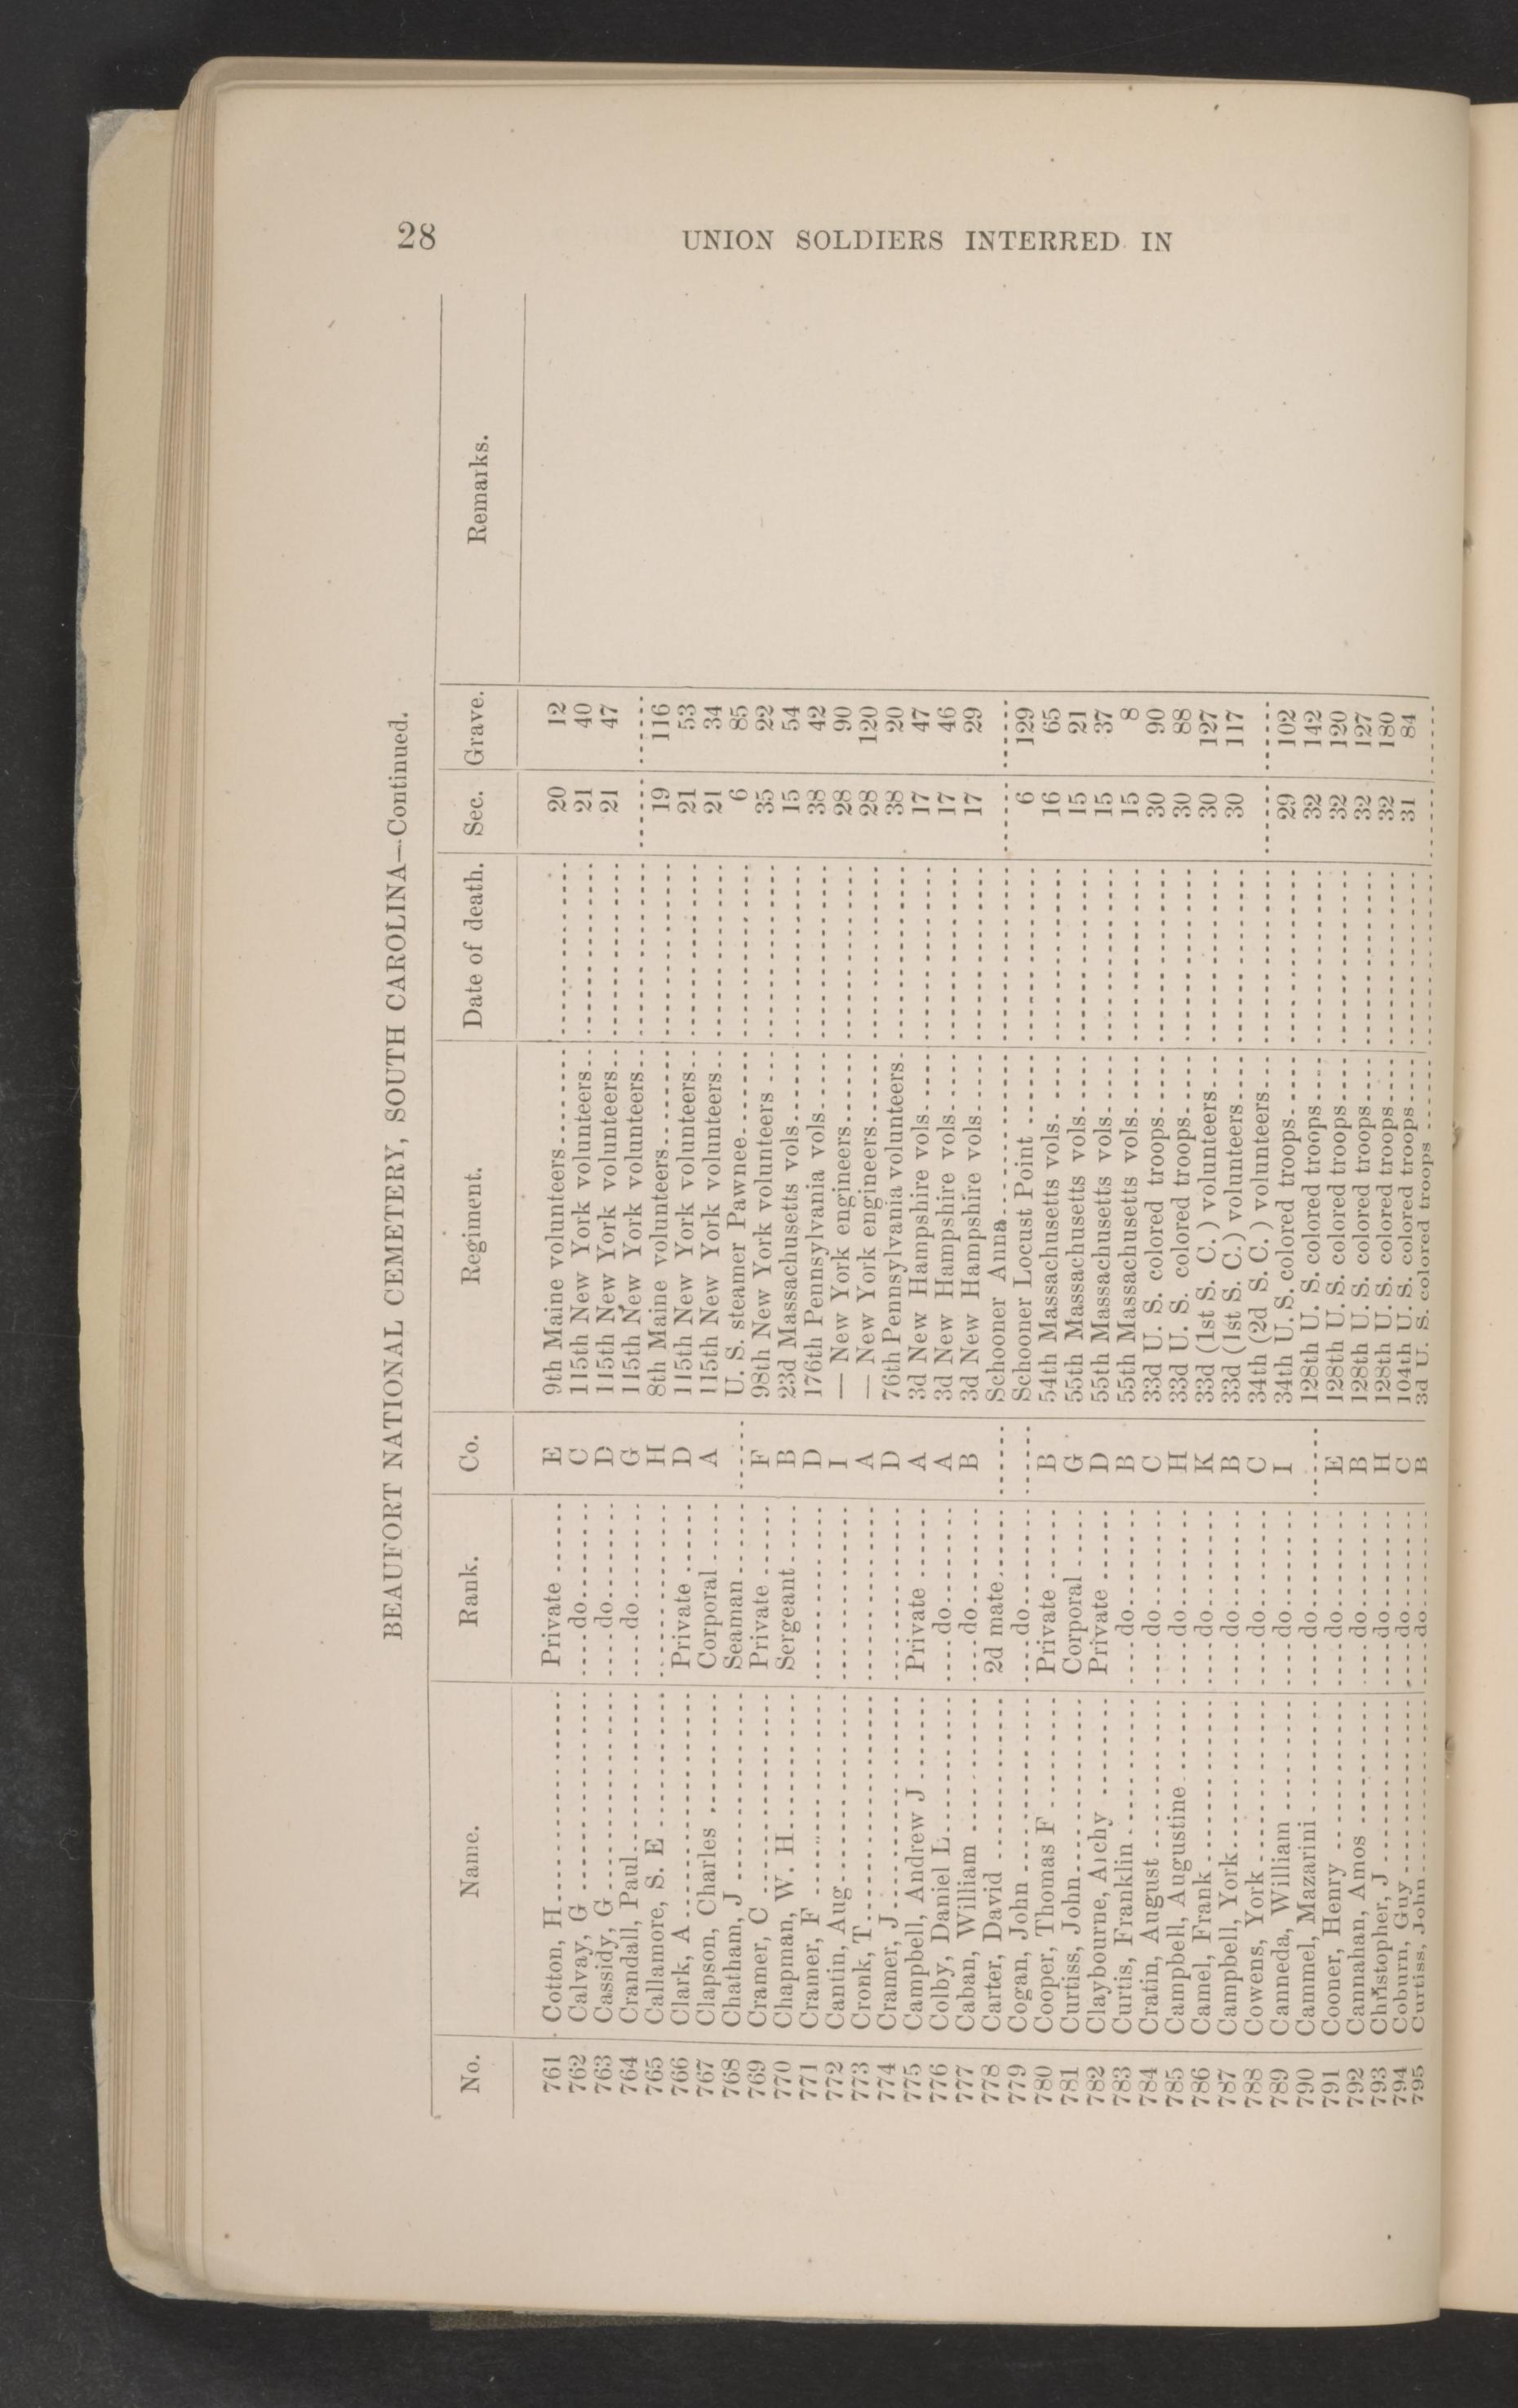 28 UNION SOLDIERS INTERRED IN
BEAUFORT NATIONAL CEMETERY, SOUTH CAROLINA—Continued.
No. Name. Rank. Co. Regiment. Date of death. Sec. Grave. Remarks.
761 Cotton, H. Private E 9th Maine volunteers 20 12
762 Calvay, G do C 115th New York volunteers 21 40
763 Cassidy, G do D 115th New York volunteers 21 47
764 Crandall, Paul do G 115th New York volunteers
765 Callamore, S. E H 8th Maine volunteers 19 116
766 Clark, A Private D 115th New York volunteers 21 53
767 Clapson, Charles Corporal A 115th New York volunteers 21 34
768 Chatham, J Seaman U. S. steamer Pawnee 6 85
769 Cramer, C Private F 98th New York volunteers 35 22
770 Chapman, W. H Sergeant B 23d Massachusetts vols 15 54
771 Cramer, F D 176th Pennsylvania vols 38 42
772 Cantin, Aug I — New York engineers 28 90
773 Cronk, T A — New York engineers 28 120
774 Cramer, J D 76th Pennsylvania volunteers 38 20
775 Campbell, Andrew J Private A 3d New Hampshire vols 17 47
776 Colby, Daniel L do A 3d New Hampshire vols 17 46
777 Caban, William do B 3d New Hampshire vols 17 29
778 Carter, David 2d mate Schooner Anna
779 Cogan, John do Schooner Locust Point 6 129
780 Cooper, Thomas F Private B 54th Massachusetts vols 16 65
781 Curtiss, John Corporal G 55th Massachusetts vols 15 21
782 Claybourne, Archy Private D 55th Massachusetts vols 15 37
783 Curtis, Franklin do B 55th Massachusetts vols 15 8
784 Cratin, August do C 33d U. S. colored troops 30 90
785 Campbell, Augustine do H 33d U. S. colored troops 30 88
786 Camel, Frank do K 33d (1st S. C.) volunteers 30 127
787 Campbell, York do B 33d (1st S. C.) volunteers 30 117
788 Cowens, York do C 34th (2d S. C.) volunteers
789 Canneda, William do I 34th U. S. colored troops 29 102
790 Cammel, Mazarini do 128th U. S. colored troops 32 142
791 Cooner, Henry do E 128th U. S. colored troops 32 120
792 Cannahan, Amos do B 128th U. S. colored troops 32 127
793 Christopher, J do H 128th U. S. colored troops 32 180
794 Coburn, Guy do C 104th U. S. colored troops 31 84
795 Curtiss, John do B 3d U. S. colored troops